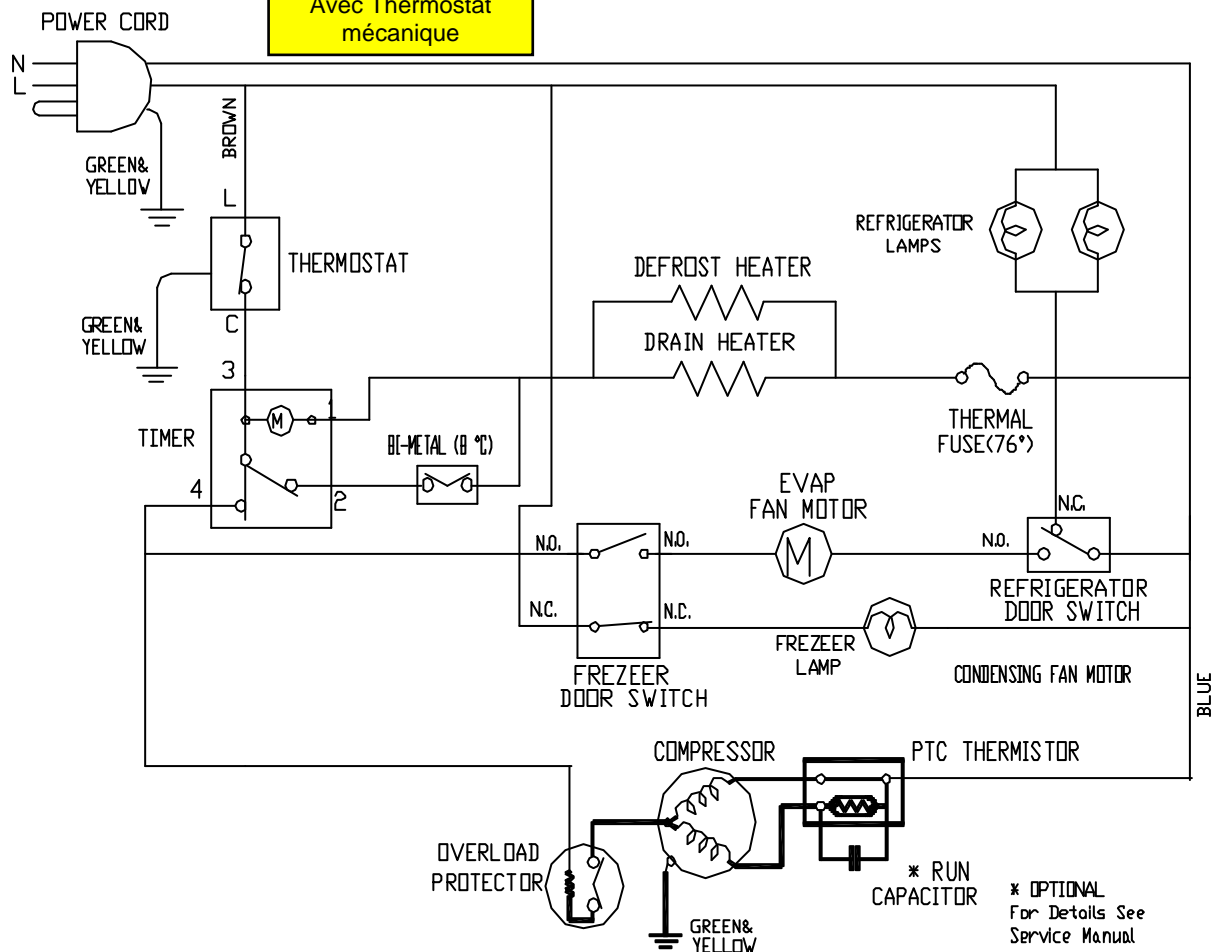 Avec Thermostat
mécanique
POWER CORD
N
L
BROWN
GREEN&
YELLOW
L
THERMOSTAT
C
GREEN&
YELLOW
3
TIMER
M
1
4
2
BI-METAL (8 °C)
DEFROST HEATER
DRAIN HEATER
REFRIGERATOR
LAMPS
THERMAL
FUSE(76°)
EVAP
FAN MOTOR
M
N.O.
N.O.
N.C.
N.C.
N.O.
N.C.
REFRIGERATOR
DOOR SWITCH
FREZEER
DOOR SWITCH
FREZEER
LAMP
CONDENSING FAN MOTOR
BLUE
COMPRESSOR
PTC THERMISTOR
OVERLOAD
PROTECTOR
* RUN
CAPACITOR
GREEN&
YELLOW
* OPTIONAL
For Details See
Service Manual